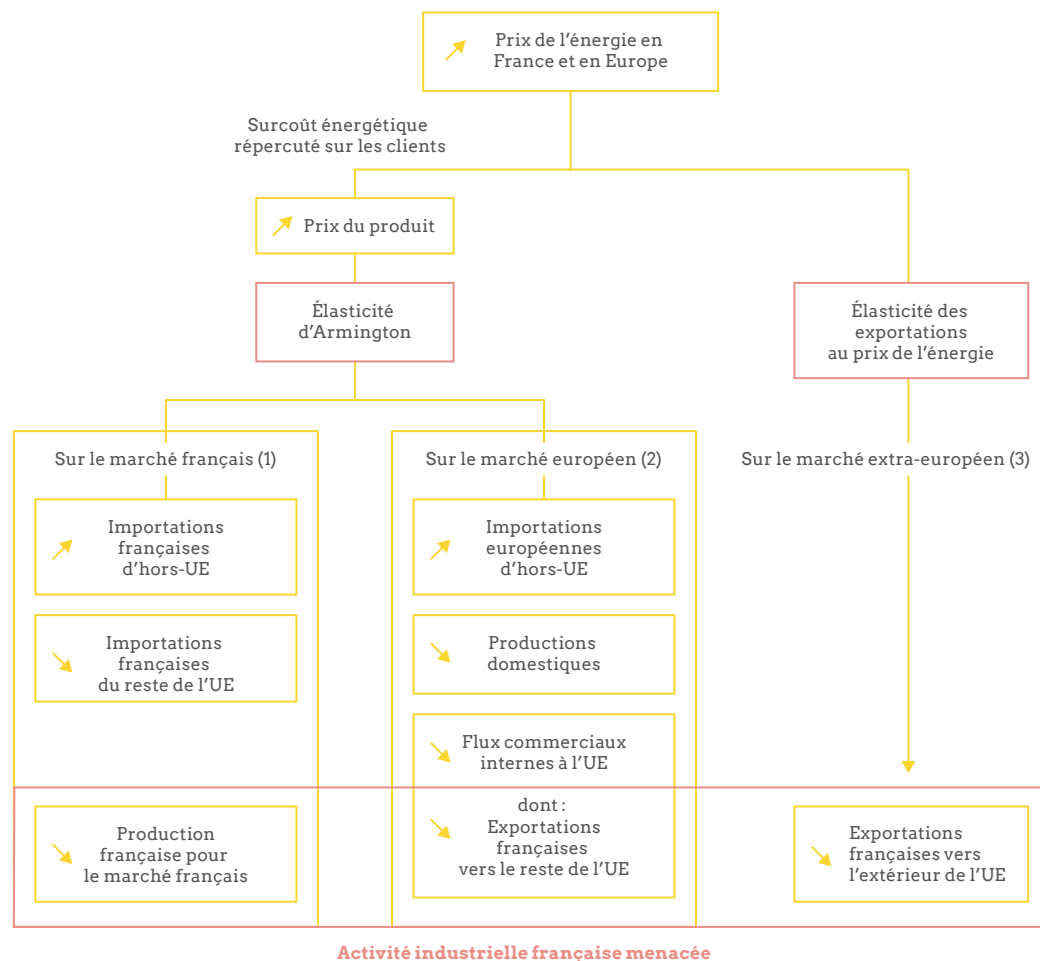 Prix de l’énergie en
France et en Europe
Surcoût énergétique
répercuté sur les clients
Prix du produit
Élasticité
d’Armington
Élasticité des
exportations
au prix de l’énergie
Sur le marché français (1)
Importations
françaises
d’hors-UE
Importations
françaises
du reste de l’UE
Production
française pour
le marché français
Sur le marché européen (2)
Importations
européennes
d’hors-UE
Productions
domestiques
Flux commerciaux
internes à l’UE
dont :
Exportations
françaises
vers le reste de l’UE
Sur le marché extra-européen (3)
Exportations
françaises vers
l’extérieur de l’UE
Activité industrielle française menacée